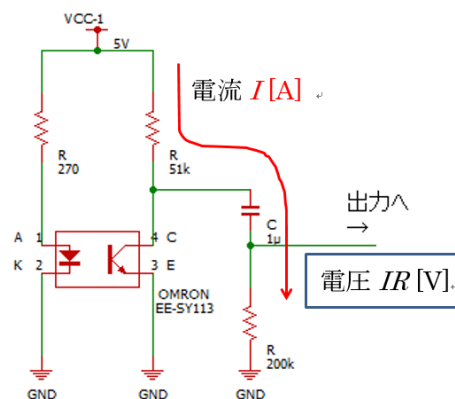 VCC-1
5V
電流 I[A]
R
270
R
51k
C
1μ
出力へ
→
A 1
4 C
K 2
3 E
電圧 IR[V]
OMRON
EE-SY113
R
200k
GND
GND
GND